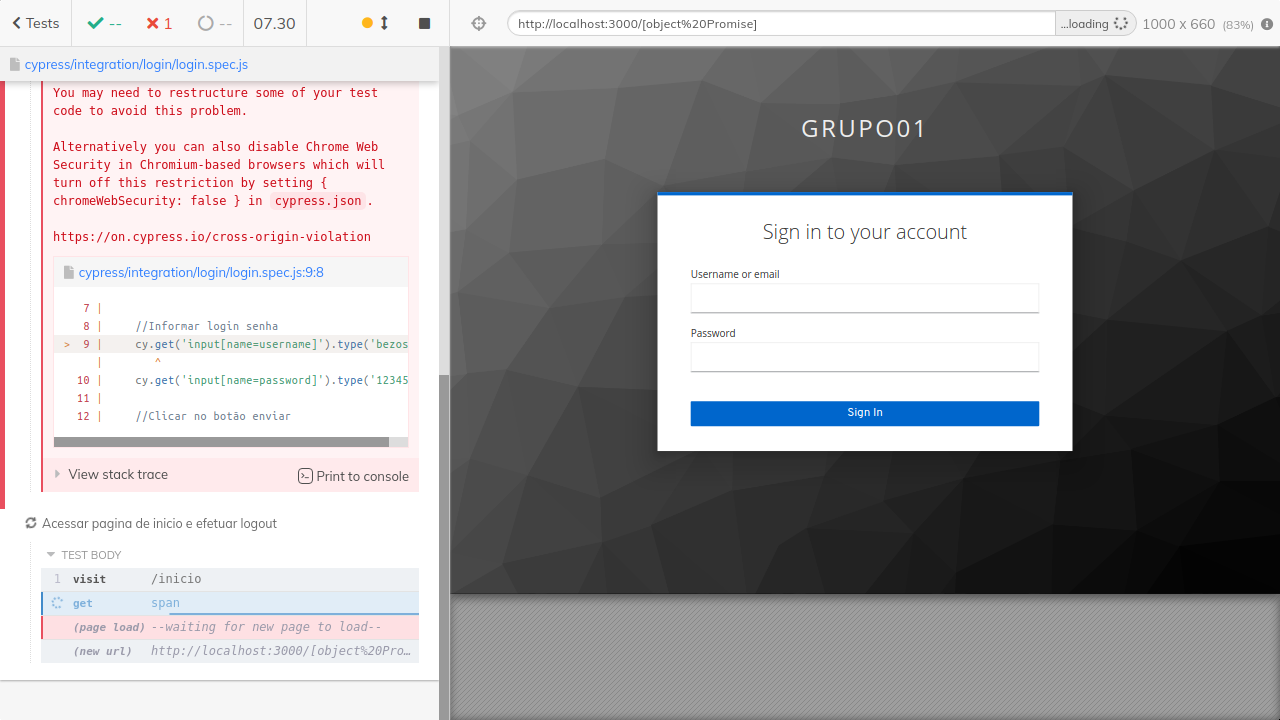 Tests
--
1
--
07.30
http://localhost:3000/[object%20Promise]
...loading
1000 x 660 (83%)
cypress/integration/login/login.spec.js
You may need to restructure some of your test
code to avoid this problem.
Alternatively you can also disable Chrome Web
Security in Chromium-based browsers which will
turn off this restriction by setting {
chromeWebSecurity: false } in cypress.json.
https://on.cypress.io/cross-origin-violation
cypress/integration/login/login.spec.js:9:8
7 |
8 | //Informar login senha
> 9 | cy.get('input[name=username]').type('bezos
| ^
10 | cy.get('input[name=password]').type('12345
11 |
12 | //Clicar no botão enviar
View stack trace
Print to console
Acessar pagina de inicio e efetuar logout
TEST BODY
1 visit /inicio
get span
(page load) --waiting for new page to load--
(new url) http://localhost:3000/[object%20Pro…
GRUPO01
Sign in to your account
Username or email
Password
Sign In